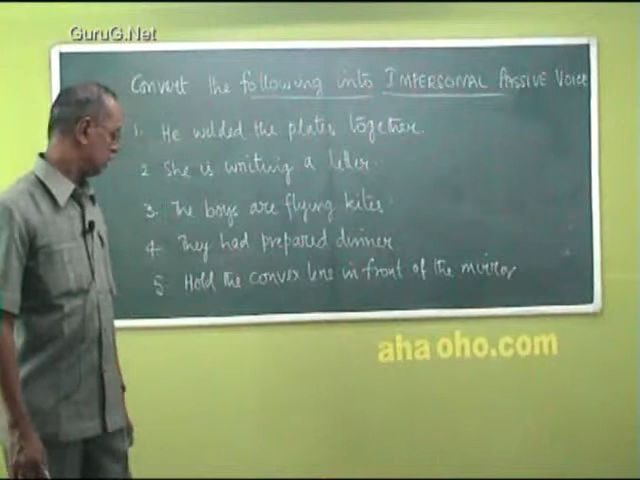 GuruG.Net
Convert the following into IMPERSONAL PASSIVE VOICE
1. He welded the plates together.
2 She is writing a letter.
3. The boys are flying kites
4. They had prepared dinner
5. Hold the convex lens in front of the mirror
aha oho.com